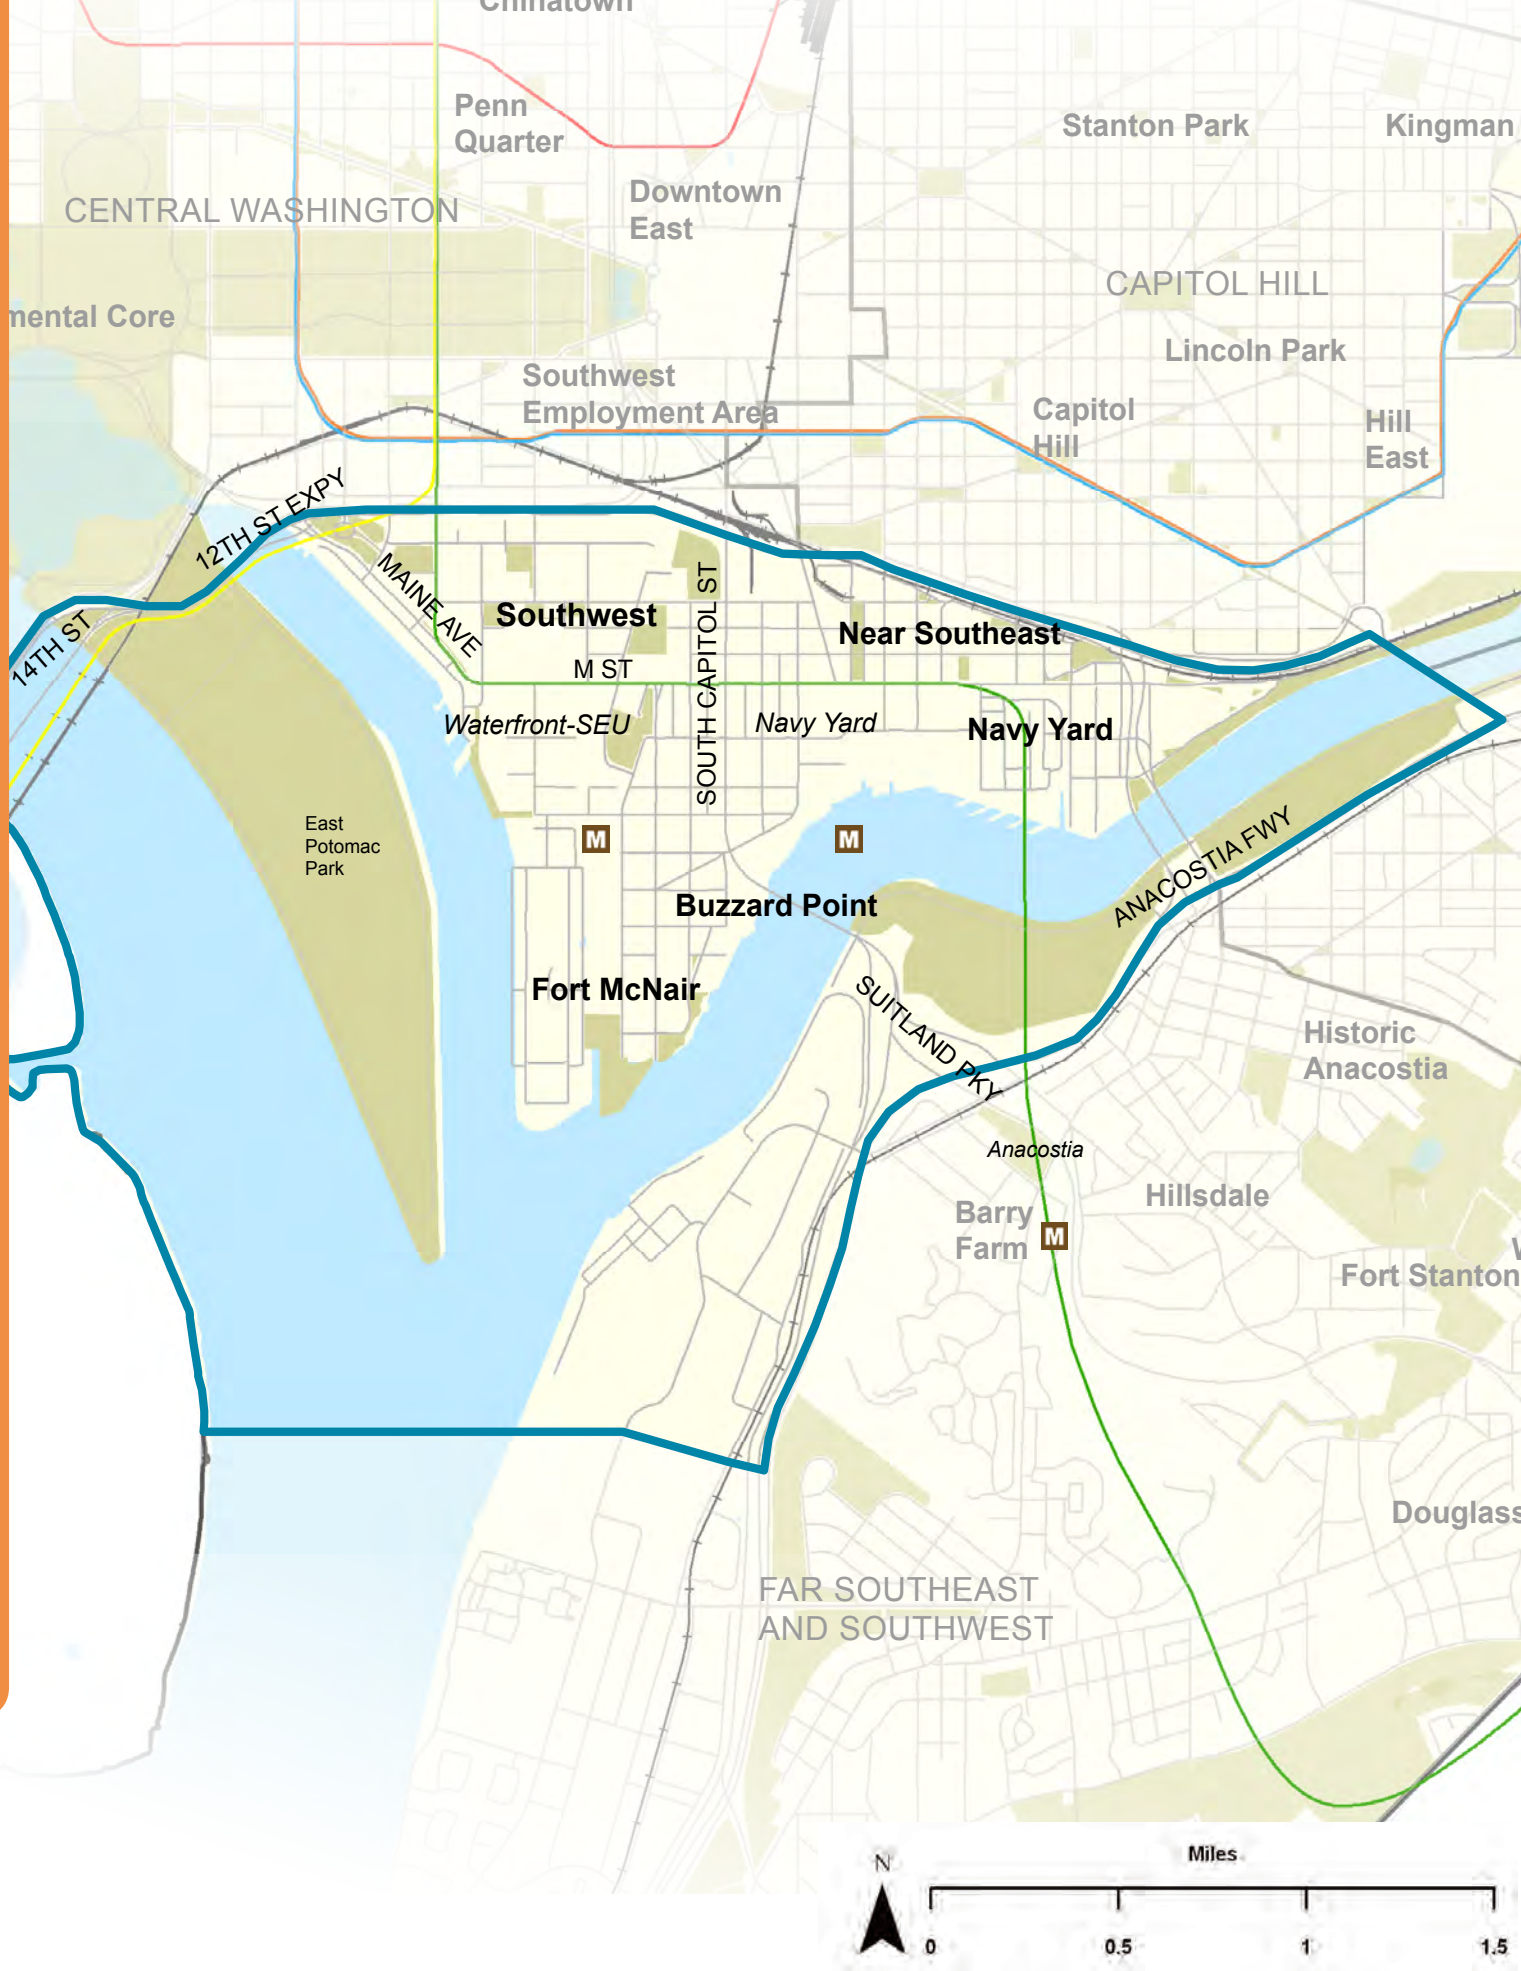 Chinatown
Penn
Quarter
Stanton Park
Kingman
Downtown
East
CENTRAL WASHINGTON
CAPITOL HILL
mental Core
Lincoln Park
Southwest
Employment Area
Capitol
Hill
Hill
East
12TH ST EXPY
MAINE AVE
14TH ST
Southwest
SOUTH CAPITOL ST
Near Southeast
M ST
Waterfront-SEU
Navy Yard
Navy Yard
East
Potomac
Park
M
M
ANACOSTIA FWY
Buzzard Point
Fort McNair
SUITLAND PKY
Historic
Anacostia
Anacostia
Barry
Farm
M
Hillsdale
Fort Stanton
Douglass
FAR SOUTHEAST
AND SOUTHWEST
N
Miles
0 0.5 1 1.5